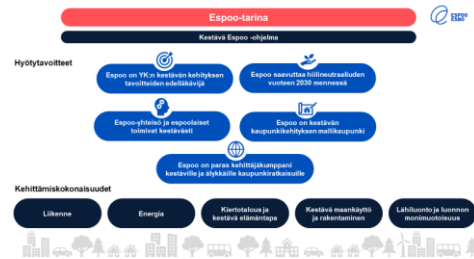 Espoo-tarina
ESPOO
ESBO
Kestävä Espoo -ohjelma
Hyötytavoitteet
Espoo on YK:n kestävän kehityksen
tavoitteiden edelläkävijä
Espoo saavuttaa hiilineutraaliuden
vuoteen 2030 mennessä
Espoo-yhteisö ja espoolaiset
toimivat kestävästi
Espoo on kestävän
kaupunkikehityksen mallikaupunki
Espoo on paras kehittäjäkumppani
kestäville ja älykkäille kaupunkiratkaisuille
Kehittämiskokonaisuudet
Liikenne
Energia
Kiertotalous ja
kestävä elämäntapa
Kestävä maankäyttö
ja rakentaminen
Lähiluonto ja luonnon
monimuotoisuus